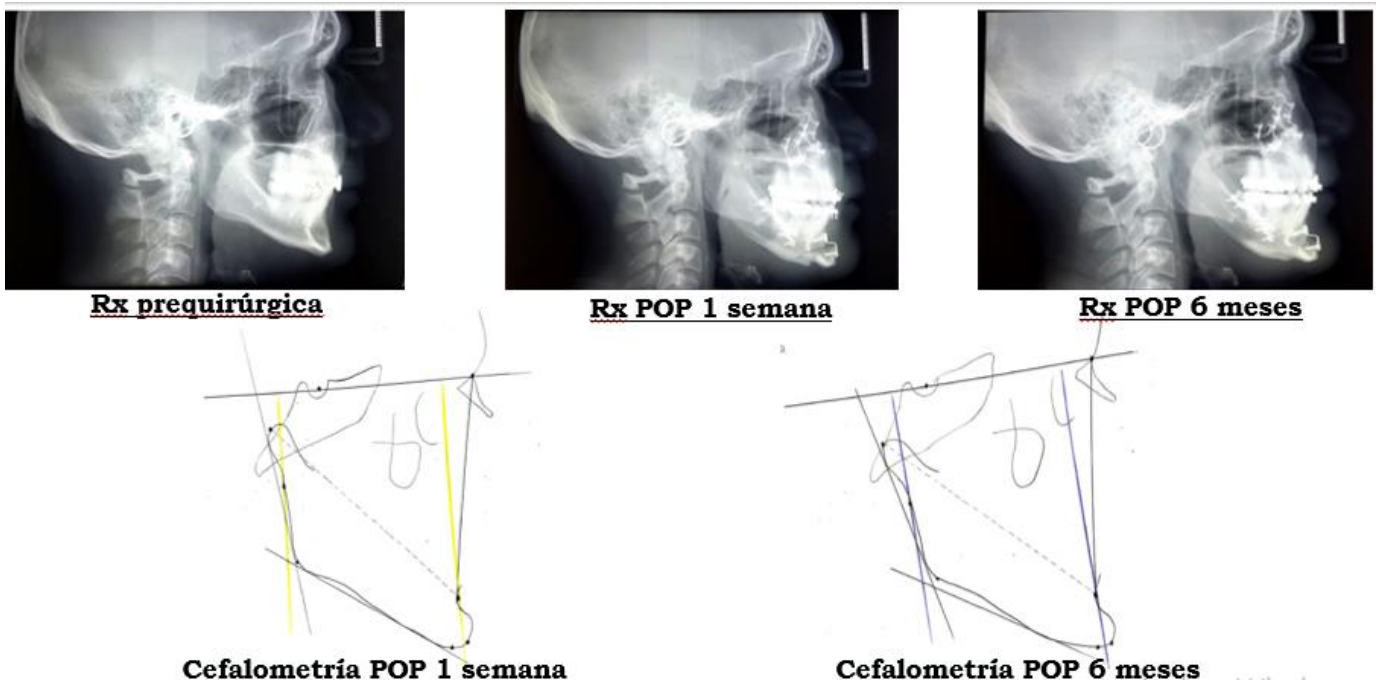 Rx prequirúrgica
Rx POP 1 semana
Rx POP 6 meses
Cefalometría POP 1 semana
Cefalometría POP 6 meses